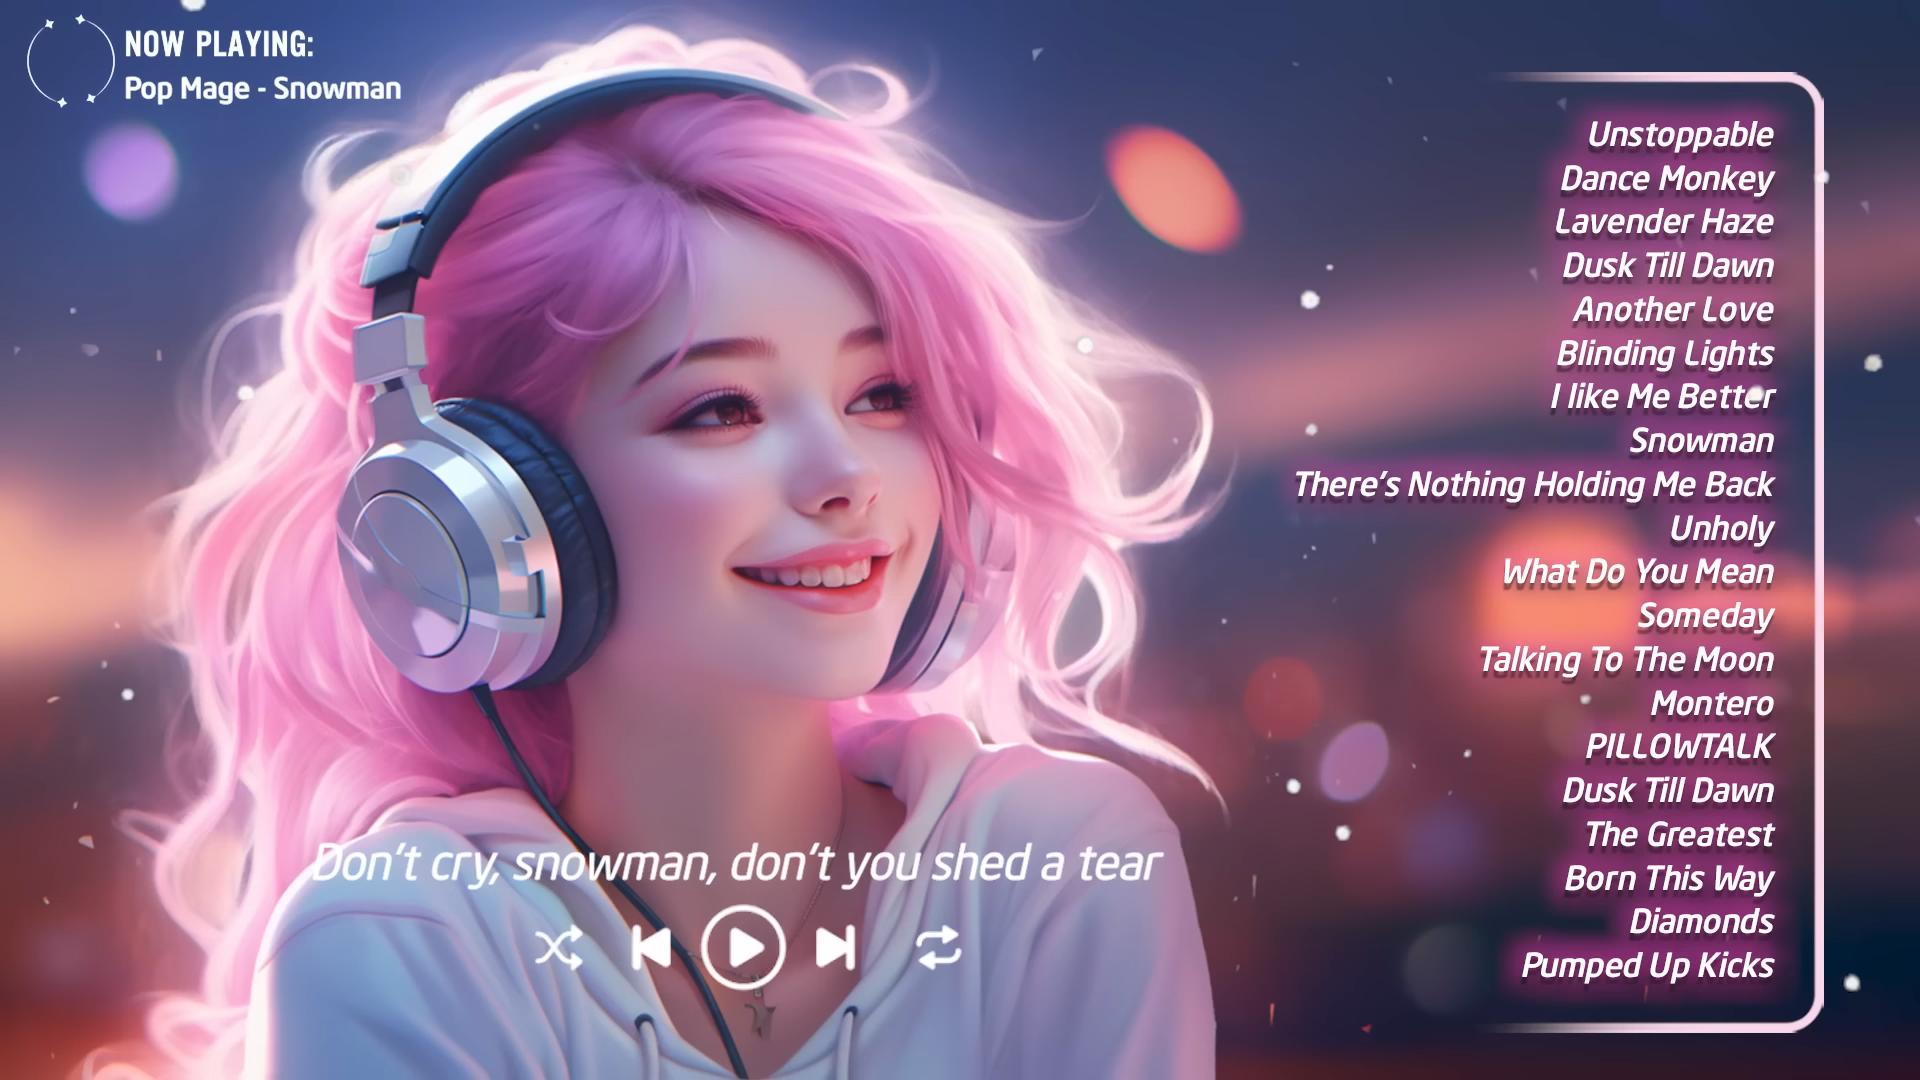 NOW PLAYING:
Pop Mage - Snowman
Unstoppable
Dance Monkey
Lavender Haze
Dusk Till Dawn
Another Love
Blinding Lights
I like Me Better
Snowman
There's Nothing Holding Me Back
Unholy
What Do You Mean
Someday
Talking To The Moon
Montero
PILLOWTALK
Dusk Till Dawn
The Greatest
Born This Way
Diamonds
Pumped Up Kicks
Don't cry, snowman, don't you shed a tear